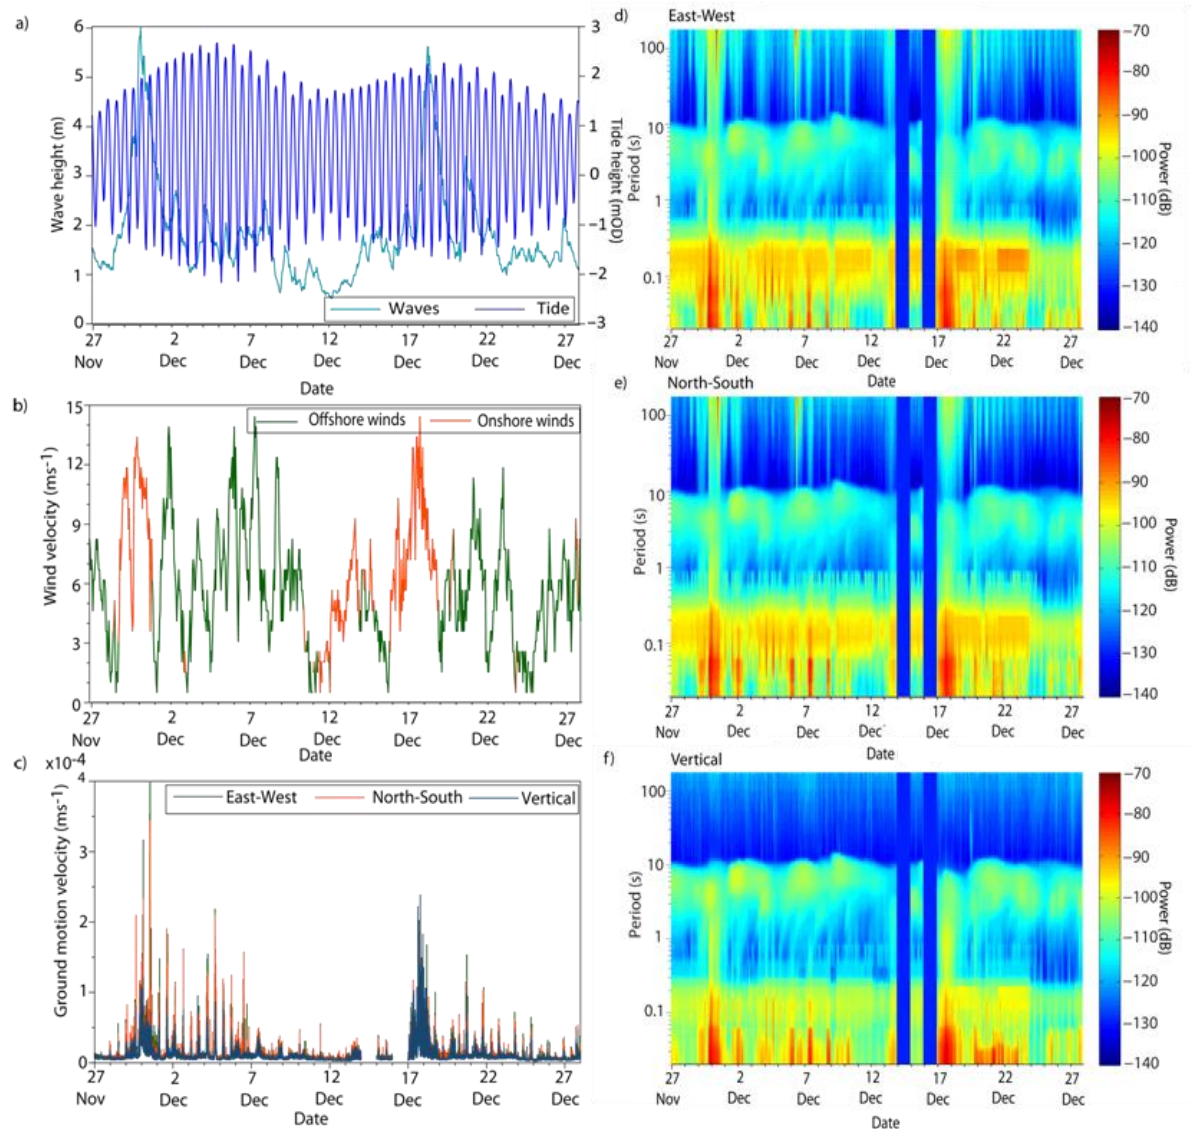 a)
6
5
4
3
2
1
0
Wave height (m)
3
2
1
0
−1
−2
−3
Tide height (mOD)
Waves
Tide
27 2 7 12 17 22 27
Nov Dec Dec Dec Dec Dec Dec
Date
b)
15
12
9
6
3
0
Wind velocity (ms-1)
Offshore winds
Onshore winds
27 2 7 12 17 22 27
Nov Dec Dec Dec Dec Dec Dec
Date
c) x10-4
4
3
2
1
0
Ground motion velocity (ms-1)
East-West
North-South
Vertical
27 2 7 12 17 22 27
Nov Dec Dec Dec Dec Dec Dec
Date
d) East-West
100
10
1
0.1
Period (s)
27 2 7 12 17 22 27
Nov Dec Dec Dec Dec Dec Dec
Date
−70
−80
−90
−100
−110
−120
−130
−140
Power (dB)
e) North-South
100
10
1
0.1
Period (s)
27 2 7 12 17 22 27
Nov Dec Dec Dec Dec Dec Dec
Date
−70
−80
−90
−100
−110
−120
−130
−140
Power (dB)
f) Vertical
100
10
1
0.1
Period (s)
27 2 7 12 17 22 27
Nov Dec Dec Dec Dec Dec Dec
Date
−70
−80
−90
−100
−110
−120
−130
−140
Power (dB)